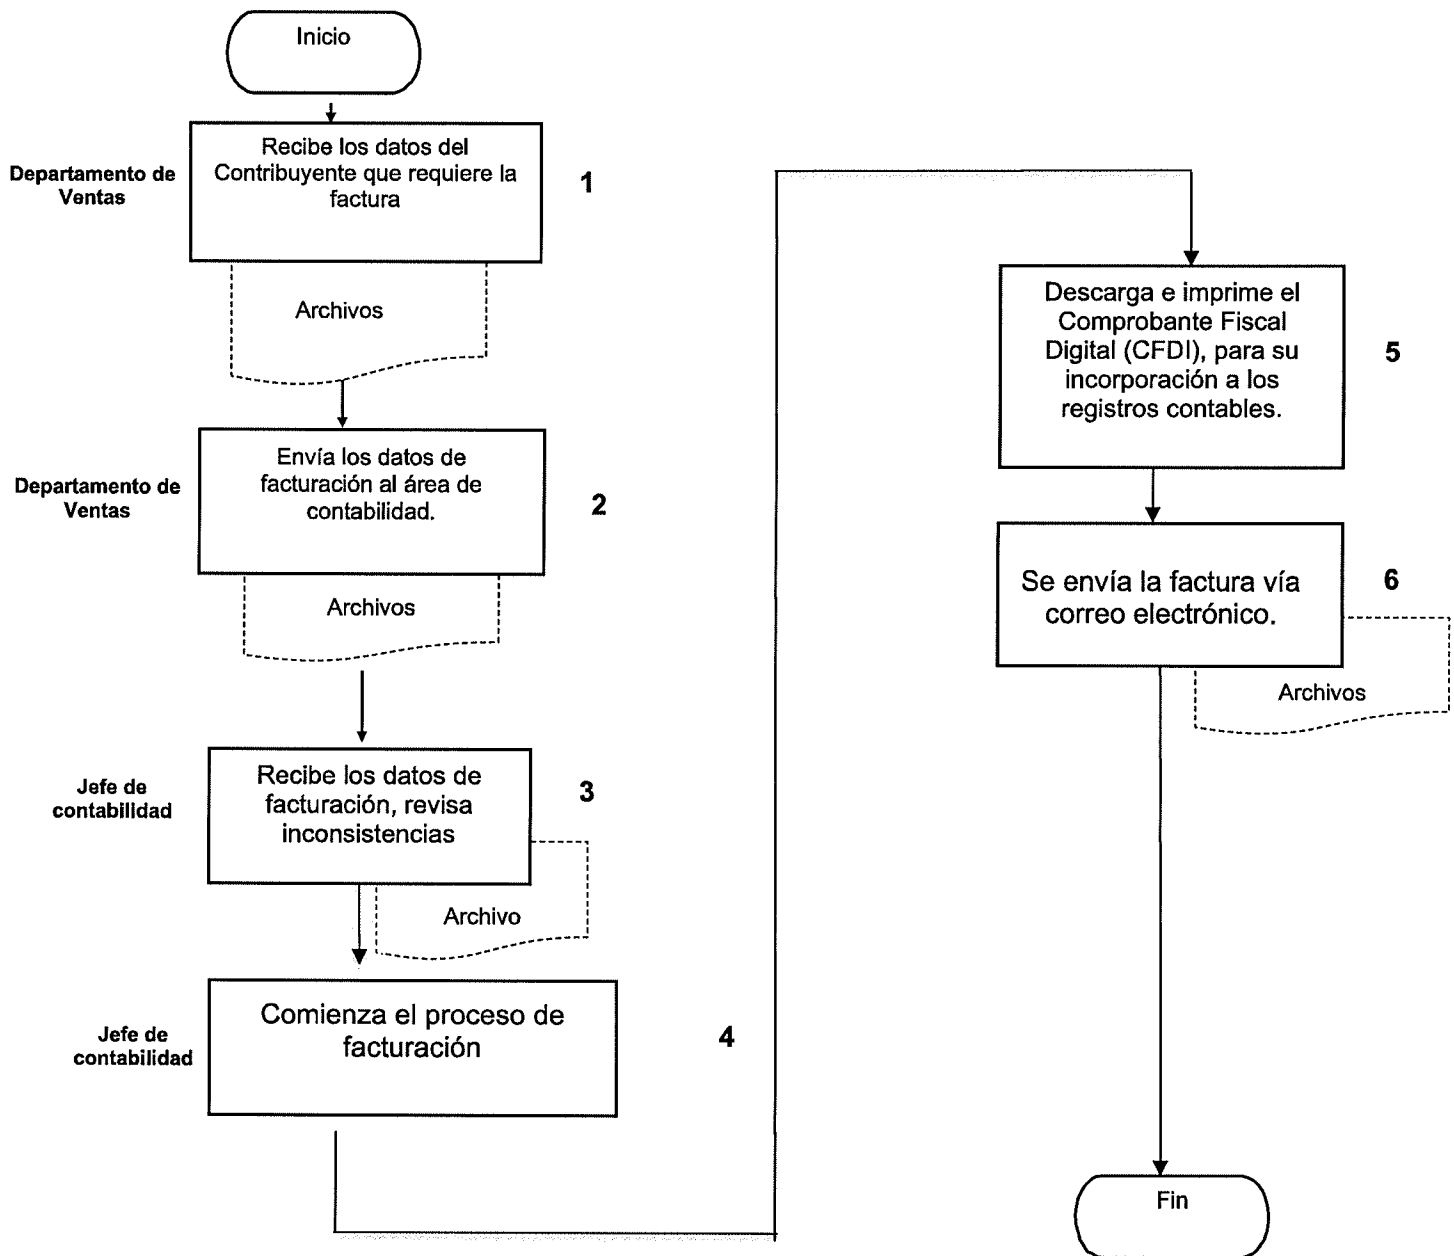 Inicio
Departamento de
Ventas
Recibe los datos del
Contribuyente que requiere la
factura
1
Archivos
Departamento de
Ventas
Envía los datos de
facturación al área de
contabilidad.
2
Archivos
Jefe de
contabilidad
Recibe los datos de
facturación, revisa
inconsistencias
3
Archivo
Jefe de
contabilidad
Comienza el proceso de
facturación
4
Descarga e imprime el
Comprobante Fiscal
Digital (CFDI), para su
incorporación a los
registros contables.
5
Se envía la factura vía
correo electrónico.
6
Archivos
Fin